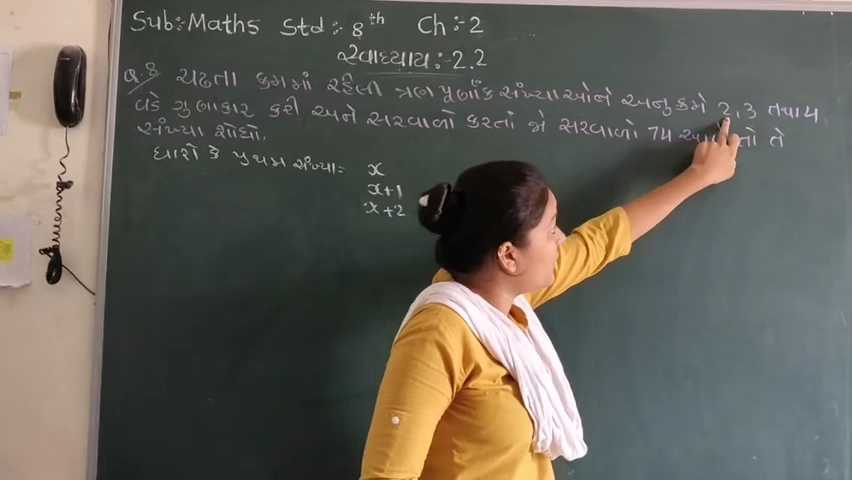 Sub:- Maths Std :- 8th Ch :- 2
સ્વાધ્યાય :- 2.2
Q.8 ચઢતા ક્રમમાં રહેલી ત્રણ પૂર્ણાંક સંખ્યાઓને અનુક્રમે 2, 3 તથા 4
વડે ગુણાકાર કરી અને સરવાળો કરતાં જો સરવાળો 74 તો તે
સંખ્યા શોધો.
ધારો કે પ્રથમ સંખ્યા = x
x+1
x+2